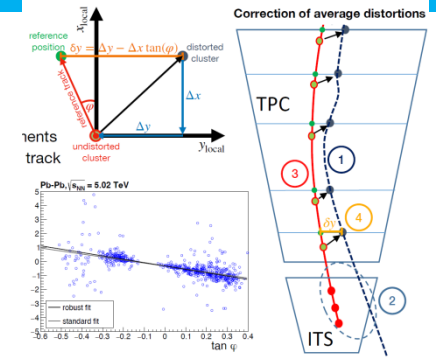 Correction of average distortions
x_local
reference
position
δy = Δy − Δx tan(φ)
distorted
cluster
reference track
φ
Δx
Δy
y_local
undistorted
cluster
ments
track
TPC
1
3
δy
4
2
ITS
Pb-Pb, √s_NN = 5.02 TeV
5
4
3
2
1
0
−1
−2
−3
−4
−5
robust fit
standard fit
−0.6 −0.5 −0.4 −0.3 −0.2 −0.1 0.0 0.1 0.2 0.3 0.4
tan φ